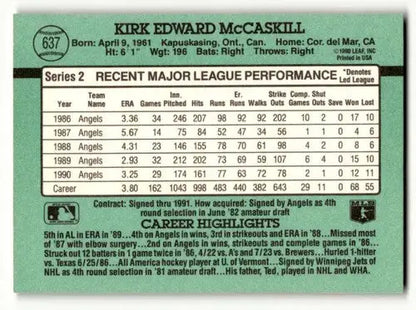 637
KIRK EDWARD McCASKILL
Born: April 9, 1961 Kapuskasing, Ont., Can. Home: Cor. del Mar, CA
Ht: 6' 1" Wgt: 196 Bats: Right Throws: Right
© 1990 LEAF, INC.
PRINTED IN USA
Series 2 RECENT MAJOR LEAGUE PERFORMANCE *Denotes Led League
Year Team Name ERA Games Inn. Pitched Hits Runs Er. Runs Walks Strike Outs Comp. Games Shut Outs Save Won Lost
1986 Angels 3.36 34 246 207 98 92 92 202 10 2 0 17 10
1987 Angels 5.67 14 75 84 52 47 34 56 1 1 0 4 6
1988 Angels 4.31 23 146 155 78 70 61 98 4 2 0 8 6
1989 Angels 2.93 32 212 202 73 69 59 107 6 4 0 15 10
1990 Angels 3.25 29 174 161 77 63 72 78 2 1 0 12 11
Career 3.80 162 1043 998 483 440 382 643 29 11 0 68 55
Contract: Signed thru 1991. How acquired: Signed by Angels as 4th
round selection in June '82 amateur draft
CAREER HIGHLIGHTS
5th in AL in ERA in '89...4th on Angels in wins, 3rd in strikeouts and ERA in '88...Missed most
of '87 with elbow surgery...2nd on Angels in wins, strikeouts and complete games in '86...
Struck out 12 batters in 1 game twice in '86, 4/22 vs. A's and 7/23 vs. Brewers...Hurled 1-hitter
vs. Texas 6/25/86...All America hockey player at U. of Vermont...Signed by Winnipeg Jets of
NHL as 4th round selection in '81 amateur draft...His father, Ted, played in NHL and WHA.